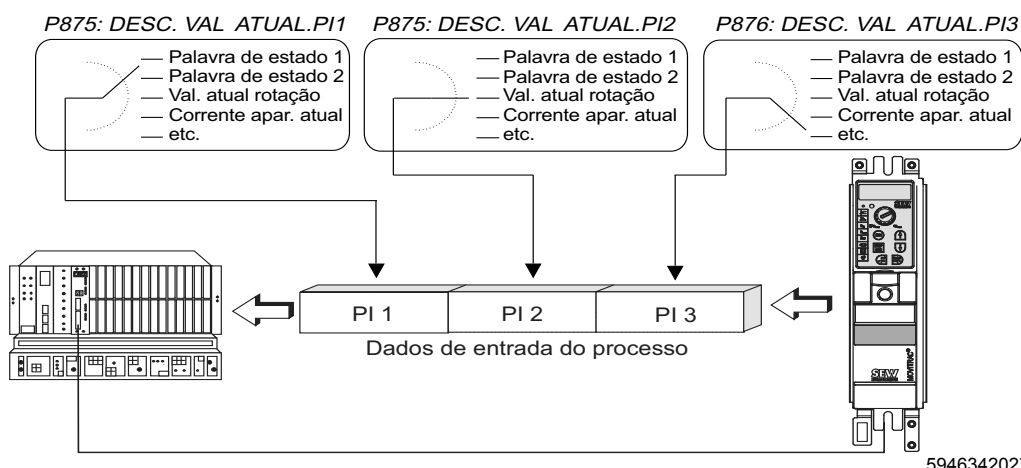 P875: DESC. VAL ATUAL.PI1
Palavra de estado 1
Palavra de estado 2
Val. atual rotação
Corrente apar. atual
etc.
P875: DESC. VAL ATUAL.PI2
Palavra de estado 1
Palavra de estado 2
Val. atual rotação
Corrente apar. atual
etc.
P876: DESC. VAL ATUAL.PI3
Palavra de estado 1
Palavra de estado 2
Val. atual rotação
Corrente apar. atual
etc.
PI 1
PI 2
PI 3
Dados de entrada do processo
SEW
MOVITRAC®